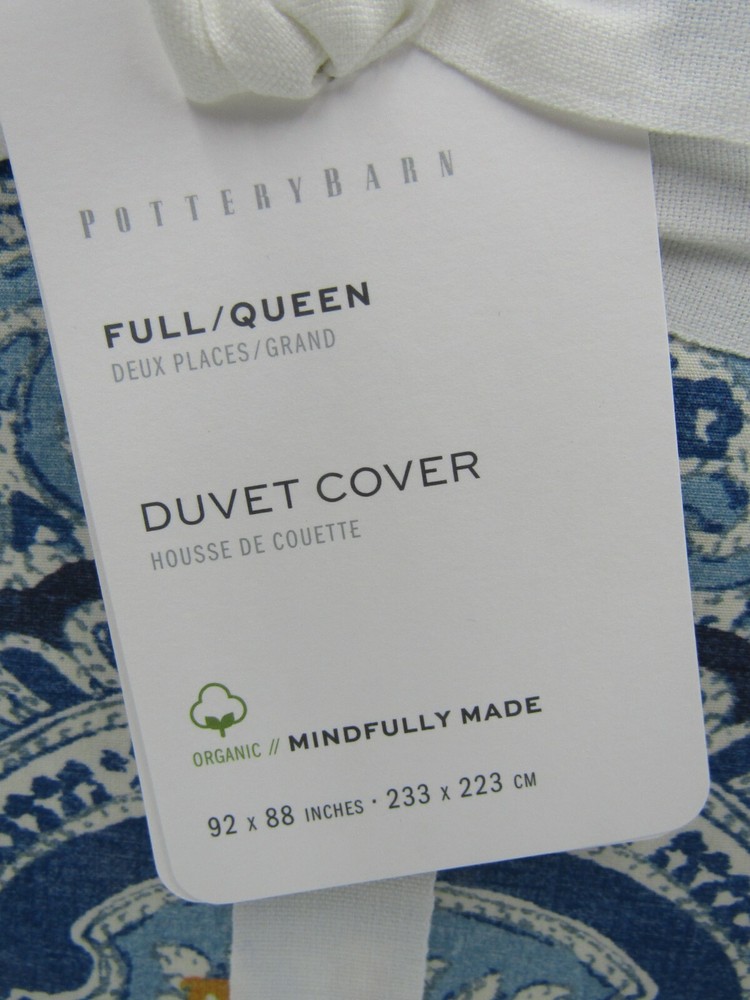 POTTERYBARN
FULL/QUEEN
DEUX PLACES/GRAND
DUVET COVER
HOUSSE DE COUETTE
ORGANIC // MINDFULLY MADE
92 x 88 INCHES · 233 x 223 CM